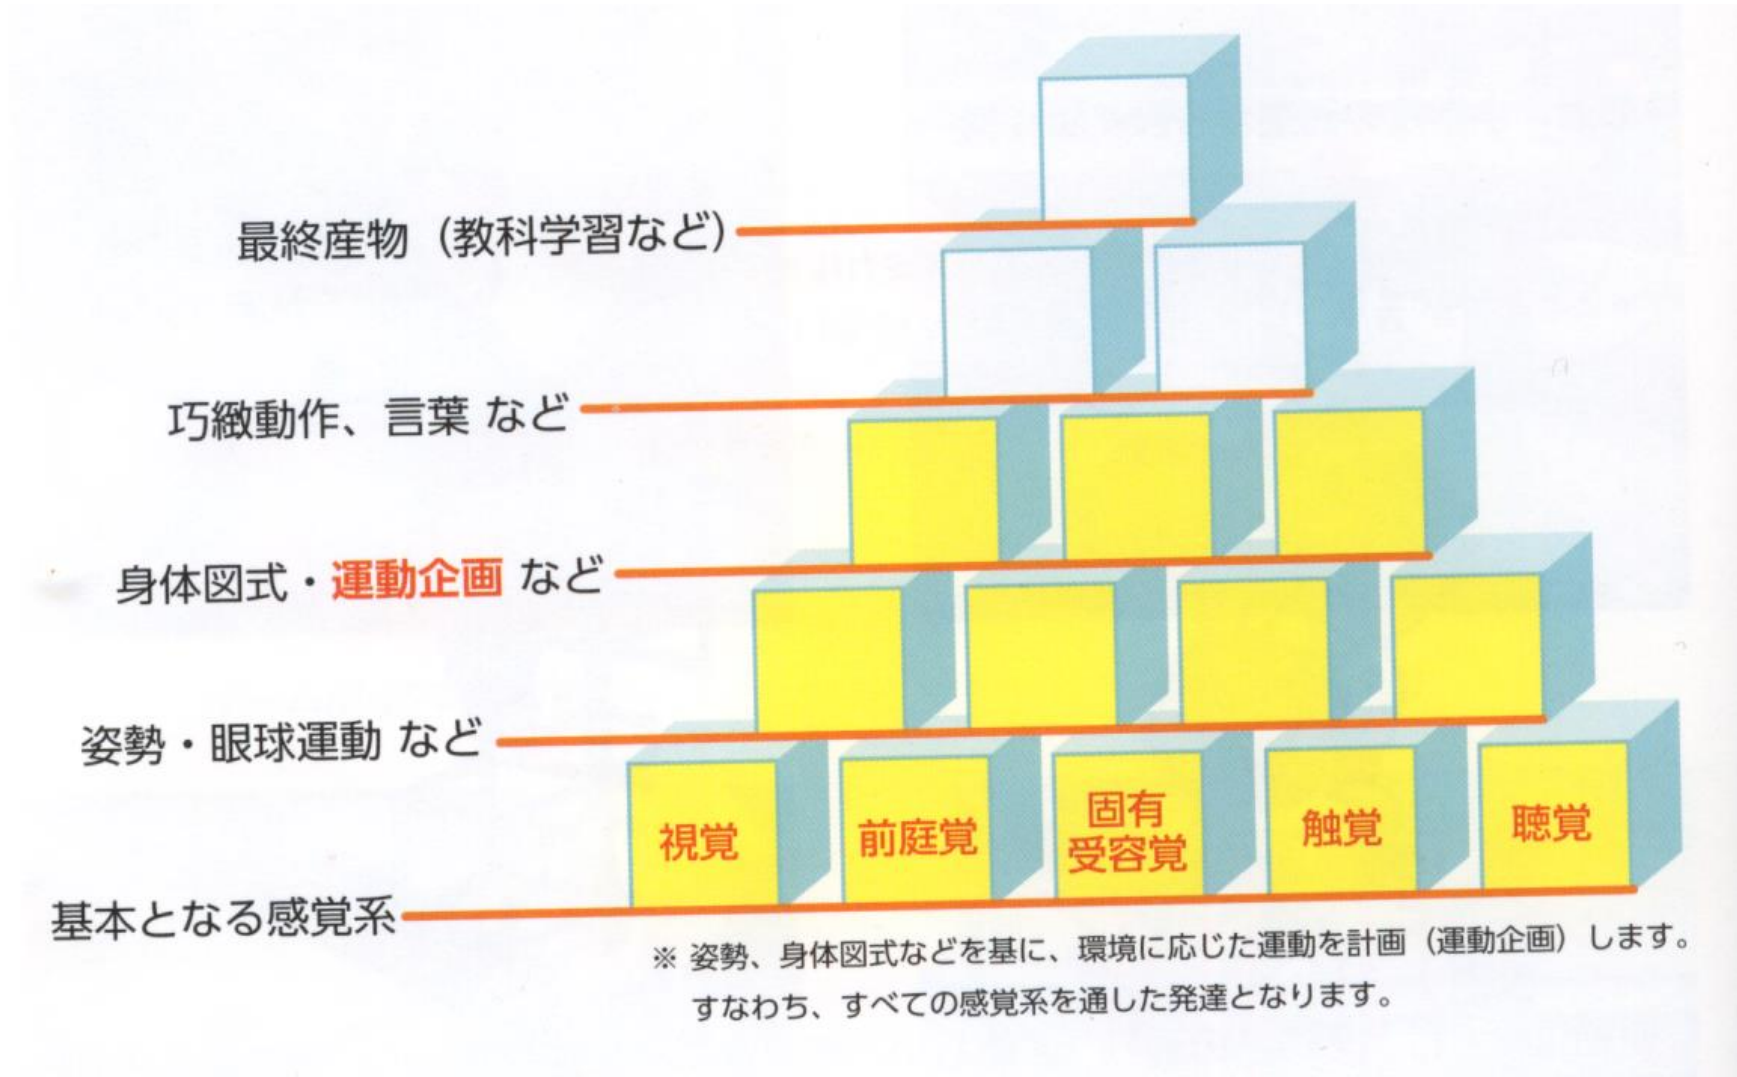 最終産物（教科学習など）
巧緻動作、言葉 など
身体図式・運動企画 など
姿勢・眼球運動 など
視覚
前庭覚
固有
受容覚
触覚
聴覚
基本となる感覚系
※ 姿勢、身体図式などを基に、環境に応じた運動を計画（運動企画）します。
すなわち、すべての感覚系を通した発達となります。